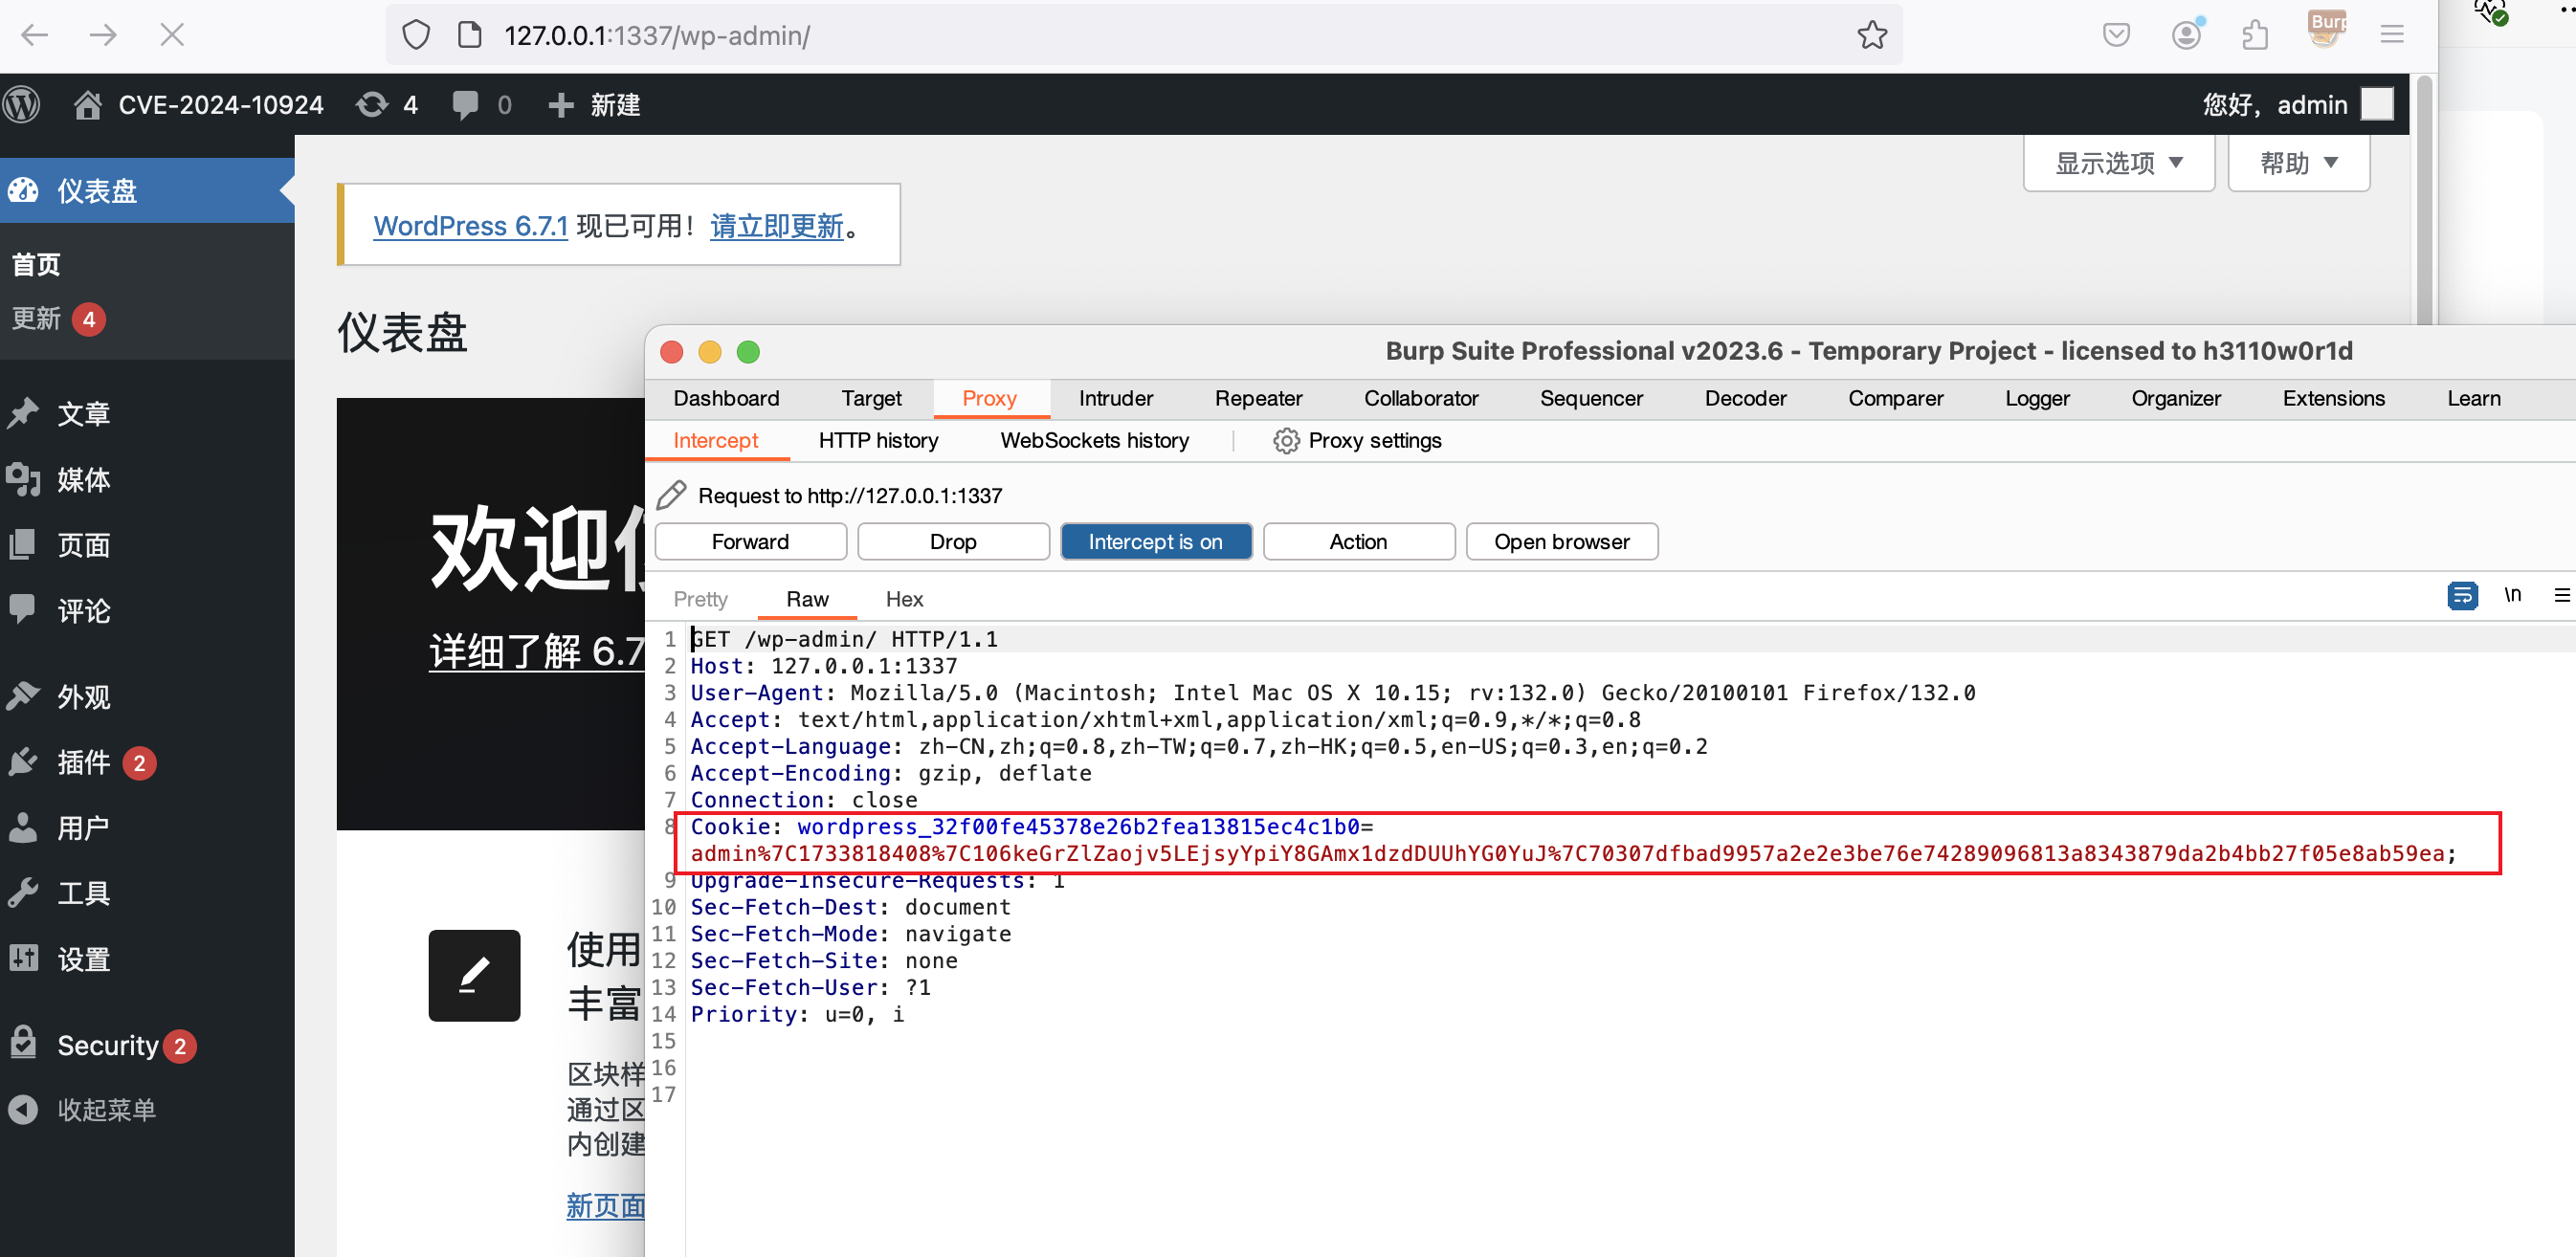 127.0.0.1:1337/wp-admin/
Burp
CVE-2024-10924 4 0 新建 您好，admin
显示选项 帮助
仪表盘
首页
更新 4
文章
媒体
页面
评论
外观
插件 2
用户
工具
设置
Security 2
收起菜单
WordPress 6.7.1 现已可用！请立即更新。
仪表盘
欢迎使
详细了解 6.7
使用
丰富
区块样
通过区
内创建
新页面
Burp Suite Professional v2023.6 - Temporary Project - licensed to h3110w0r1d
Dashboard Target Proxy Intruder Repeater Collaborator Sequencer Decoder Comparer Logger Organizer Extensions Learn
Intercept HTTP history WebSockets history Proxy settings
Request to http://127.0.0.1:1337
Forward Drop Intercept is on Action Open browser
Pretty Raw Hex \n
1 GET /wp-admin/ HTTP/1.1
2 Host: 127.0.0.1:1337
3 User-Agent: Mozilla/5.0 (Macintosh; Intel Mac OS X 10.15; rv:132.0) Gecko/20100101 Firefox/132.0
4 Accept: text/html,application/xhtml+xml,application/xml;q=0.9,*/*;q=0.8
5 Accept-Language: zh-CN,zh;q=0.8,zh-TW;q=0.7,zh-HK;q=0.5,en-US;q=0.3,en;q=0.2
6 Accept-Encoding: gzip, deflate
7 Connection: close
8 Cookie: wordpress_32f00fe45378e26b2fea13815ec4c1b0=
admin%7C1733818408%7C106keGrZlZaojv5LEjsyYpiY8GAmx1dzdDUUhYG0YuJ%7C70307dfbad9957a2e2e3be76e74289096813a8343879da2b4bb27f05e8ab59ea;
9 Upgrade-Insecure-Requests: 1
10 Sec-Fetch-Dest: document
11 Sec-Fetch-Mode: navigate
12 Sec-Fetch-Site: none
13 Sec-Fetch-User: ?1
14 Priority: u=0, i
15
16
17